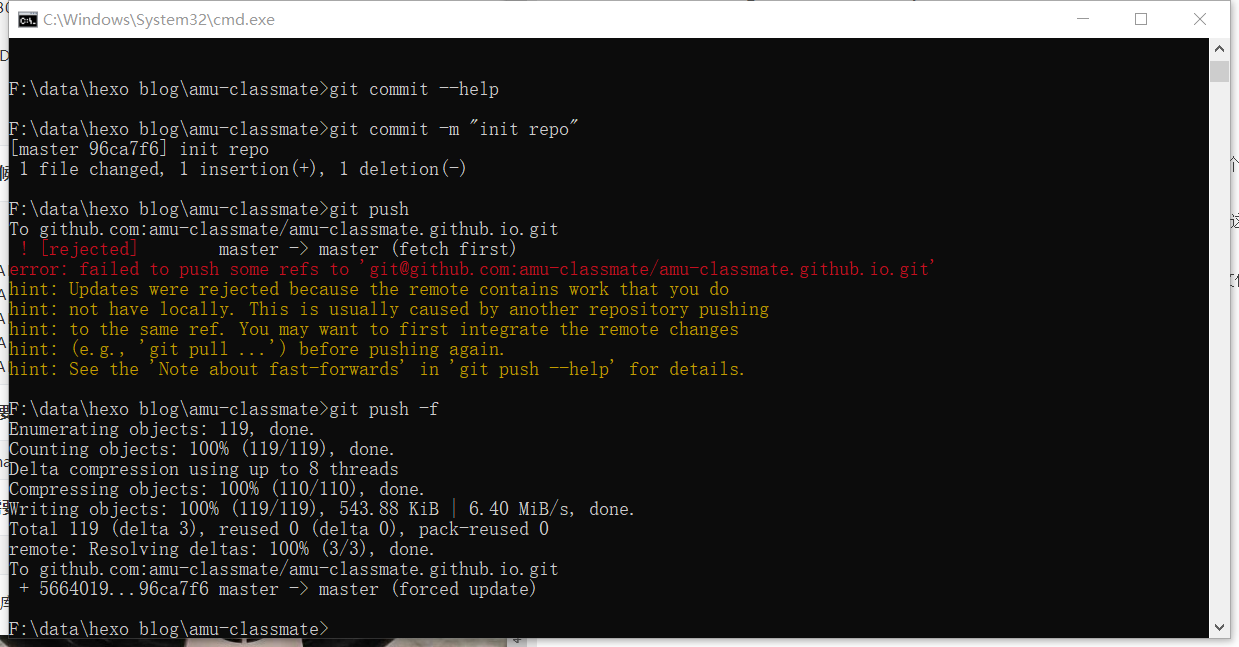 C:\Windows\System32\cmd.exe
F:\data\hexo blog\amu-classmate>git commit --help
F:\data\hexo blog\amu-classmate>git commit -m "init repo"
[master 96ca7f6] init repo
1 file changed, 1 insertion(+), 1 deletion(-)
F:\data\hexo blog\amu-classmate>git push
To github.com:amu-classmate/amu-classmate.github.io.git
! [rejected]        master -> master (fetch first)
error: failed to push some refs to 'git@github.com:amu-classmate/amu-classmate.github.io.git'
hint: Updates were rejected because the remote contains work that you do
hint: not have locally. This is usually caused by another repository pushing
hint: to the same ref. You may want to first integrate the remote changes
hint: (e.g., 'git pull ...') before pushing again.
hint: See the 'Note about fast-forwards' in 'git push --help' for details.
F:\data\hexo blog\amu-classmate>git push -f
Enumerating objects: 119, done.
Counting objects: 100% (119/119), done.
Delta compression using up to 8 threads
Compressing objects: 100% (110/110), done.
Writing objects: 100% (119/119), 543.88 KiB | 6.40 MiB/s, done.
Total 119 (delta 3), reused 0 (delta 0), pack-reused 0
remote: Resolving deltas: 100% (3/3), done.
To github.com:amu-classmate/amu-classmate.github.io.git
+ 5664019...96ca7f6 master -> master (forced update)
F:\data\hexo blog\amu-classmate>